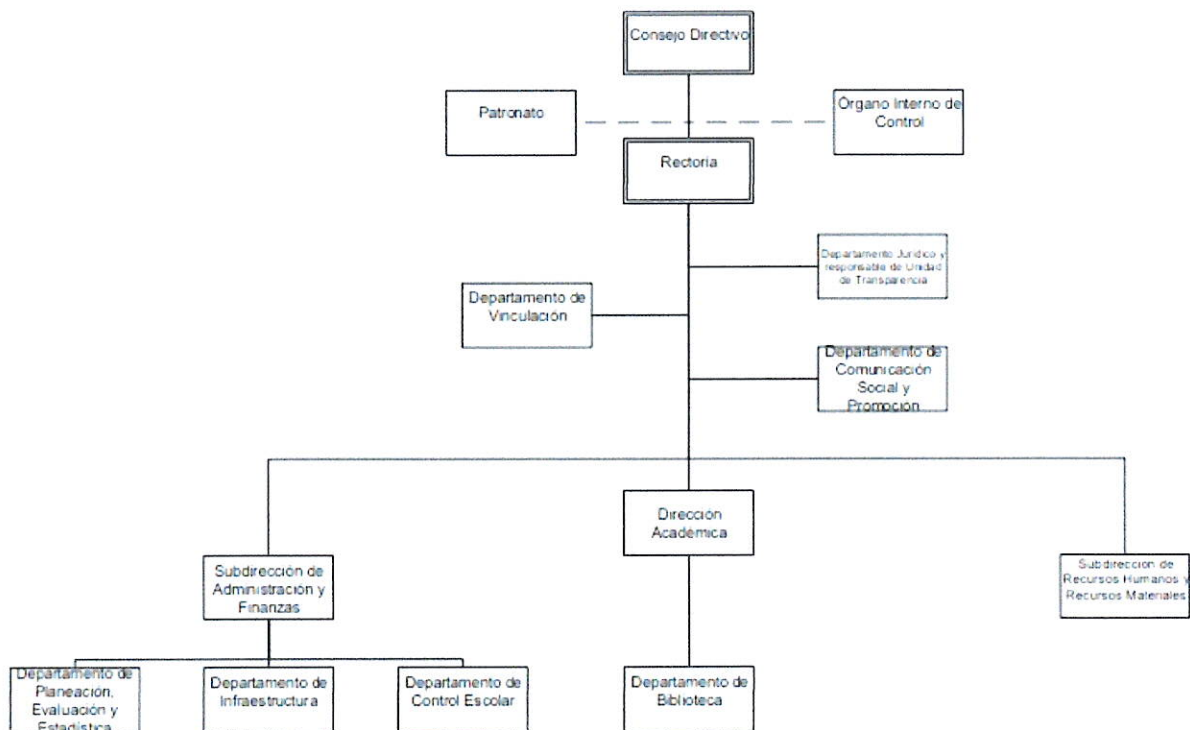 Consejo Directivo
Patronato
Organo Interno de
Control
Rectoría
Departamento Jurídico y
responsable de Unidad
de Transparencia
Departamento de
Vinculación
Departamento de
Comunicación
Social y
Promoción
Dirección
Académica
Subdirección de
Administración y
Finanzas
Subdirección de
Recursos Humanos y
Recursos Materiales
Departamento de
Planeación,
Evaluación y
Estadística
Departamento de
Infraestructura
Departamento de
Control Escolar
Departamento de
Biblioteca